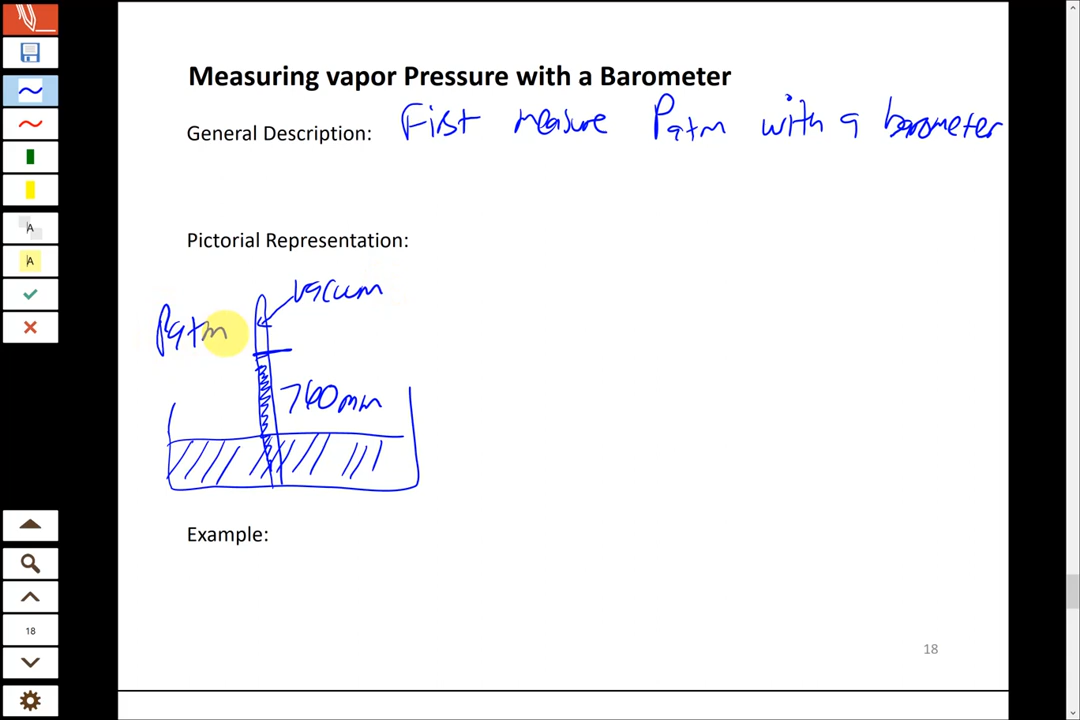 Measuring vapor Pressure with a Barometer
General Description: First measure Patm with a barometer
Pictorial Representation:
vacuum
Patm
760mm
Example:
A
A
18
18